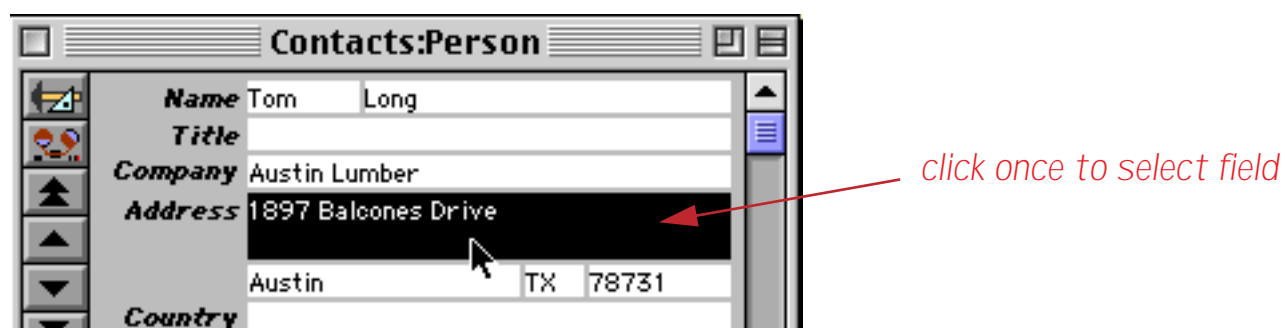 Contacts:Person
Name Tom Long
Title
Company Austin Lumber
click once to select field
Address 1897 Balcones Drive
Austin TX 78731
Country